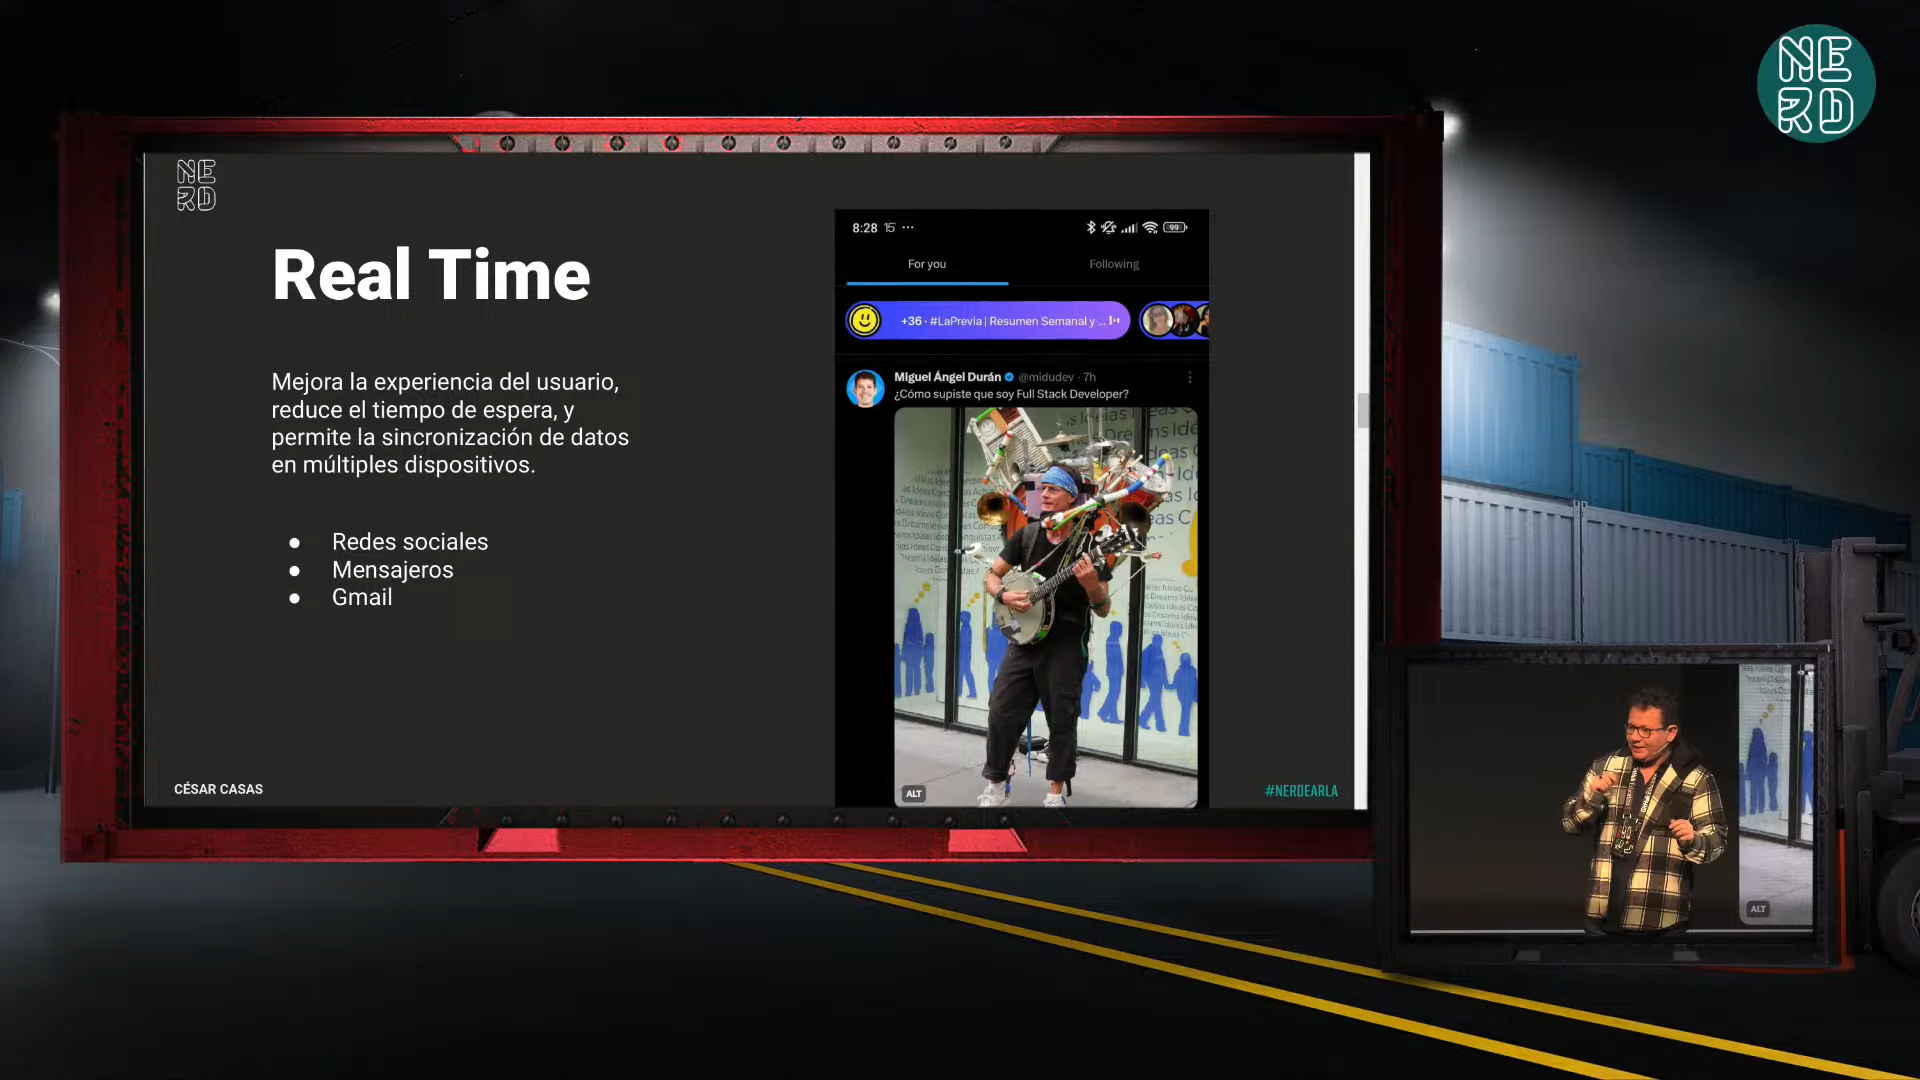 NE
RD
NE
RD
Real Time
Mejora la experiencia del usuario,
reduce el tiempo de espera, y
permite la sincronización de datos
en múltiples dispositivos.
● Redes sociales
● Mensajeros
● Gmail
CÉSAR CASAS
8:28 15 ···
99
For you
Following
+36 · #LaPrevia | Resumen Semanal y ...
Miguel Ángel Durán @midudev · 7h
¿Cómo supiste que soy Full Stack Developer?
ALT
#NERDEARLA
ALT